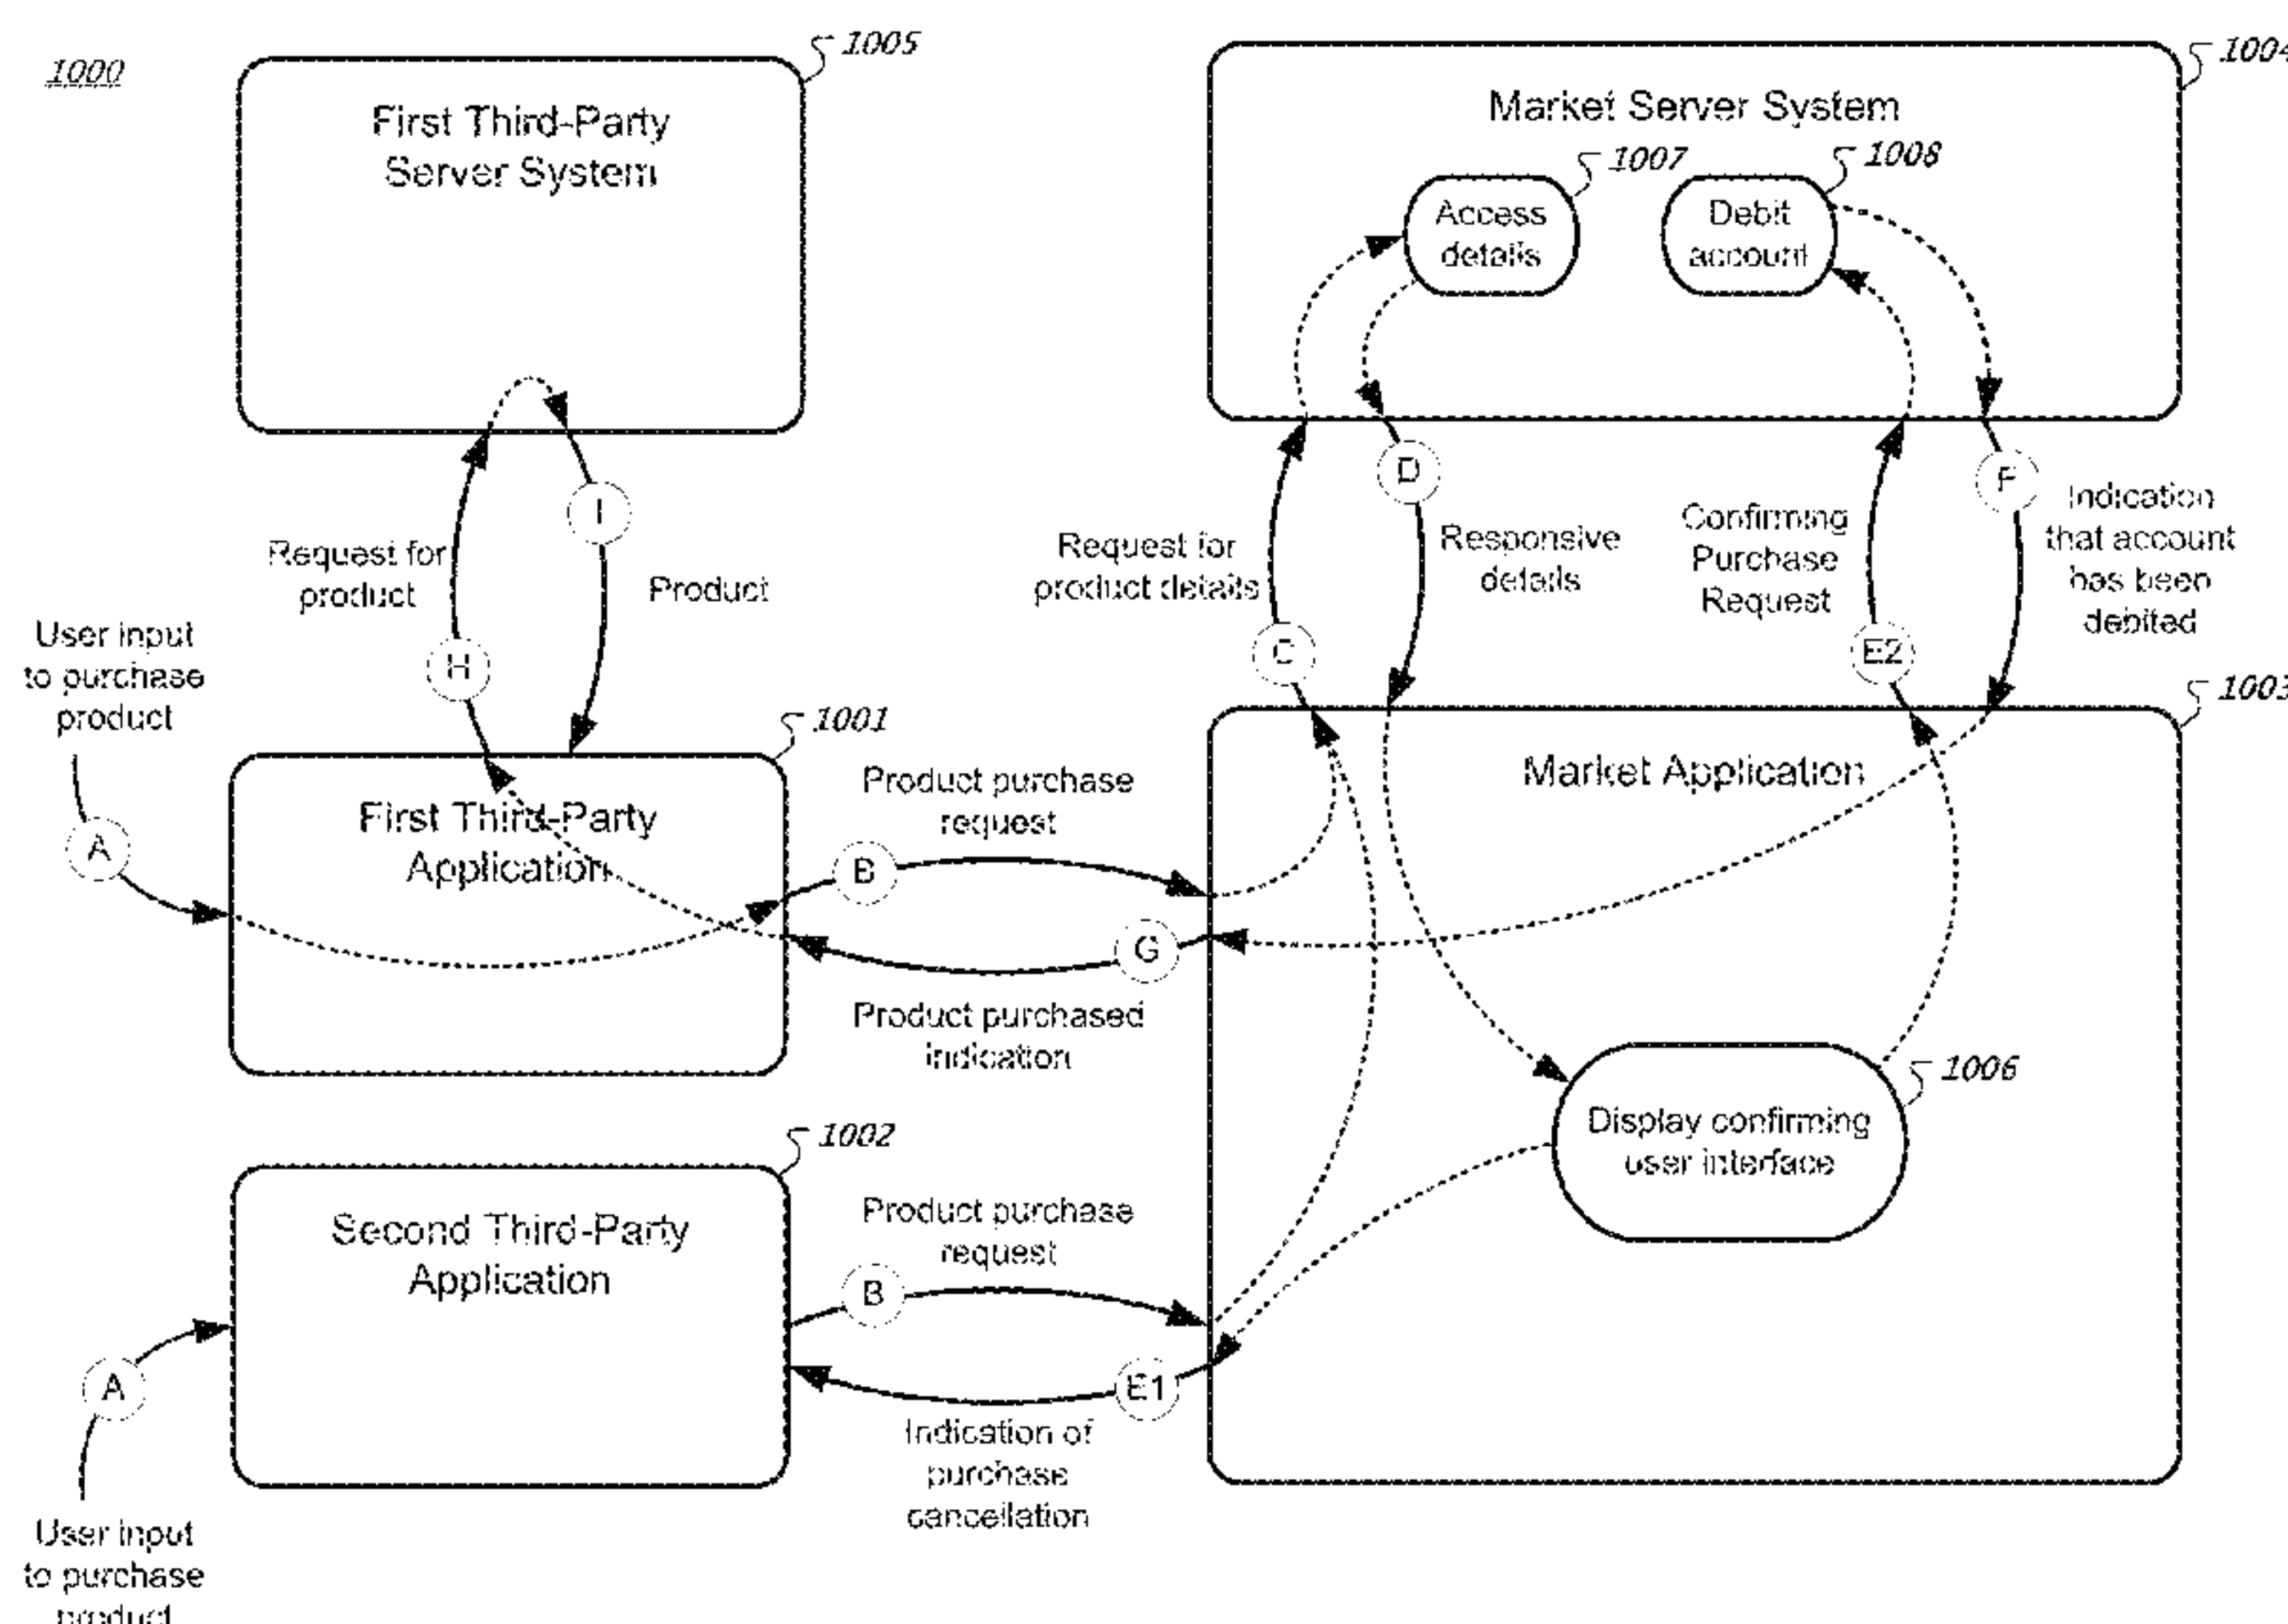 1000
1005
First Third-Party
Server System
1004
Market Server System
1007
1008
Access
details
Debit
account
D
F
I
Request for
product
Product
Request for
product details
Responsive
details
Confirming
Purchase
Request
Indication
that account
has been
debited
H
C
E2
User input
to purchase
product
1001
1003
First Third-Party
Application
Product purchase
request
Market Application
A
B
G
Product purchased
indication
1006
Display confirming
user interface
1002
Second Third-Party
Application
Product purchase
request
B
A
E1
Indication of
purchase
cancellation
User input
to purchase
product